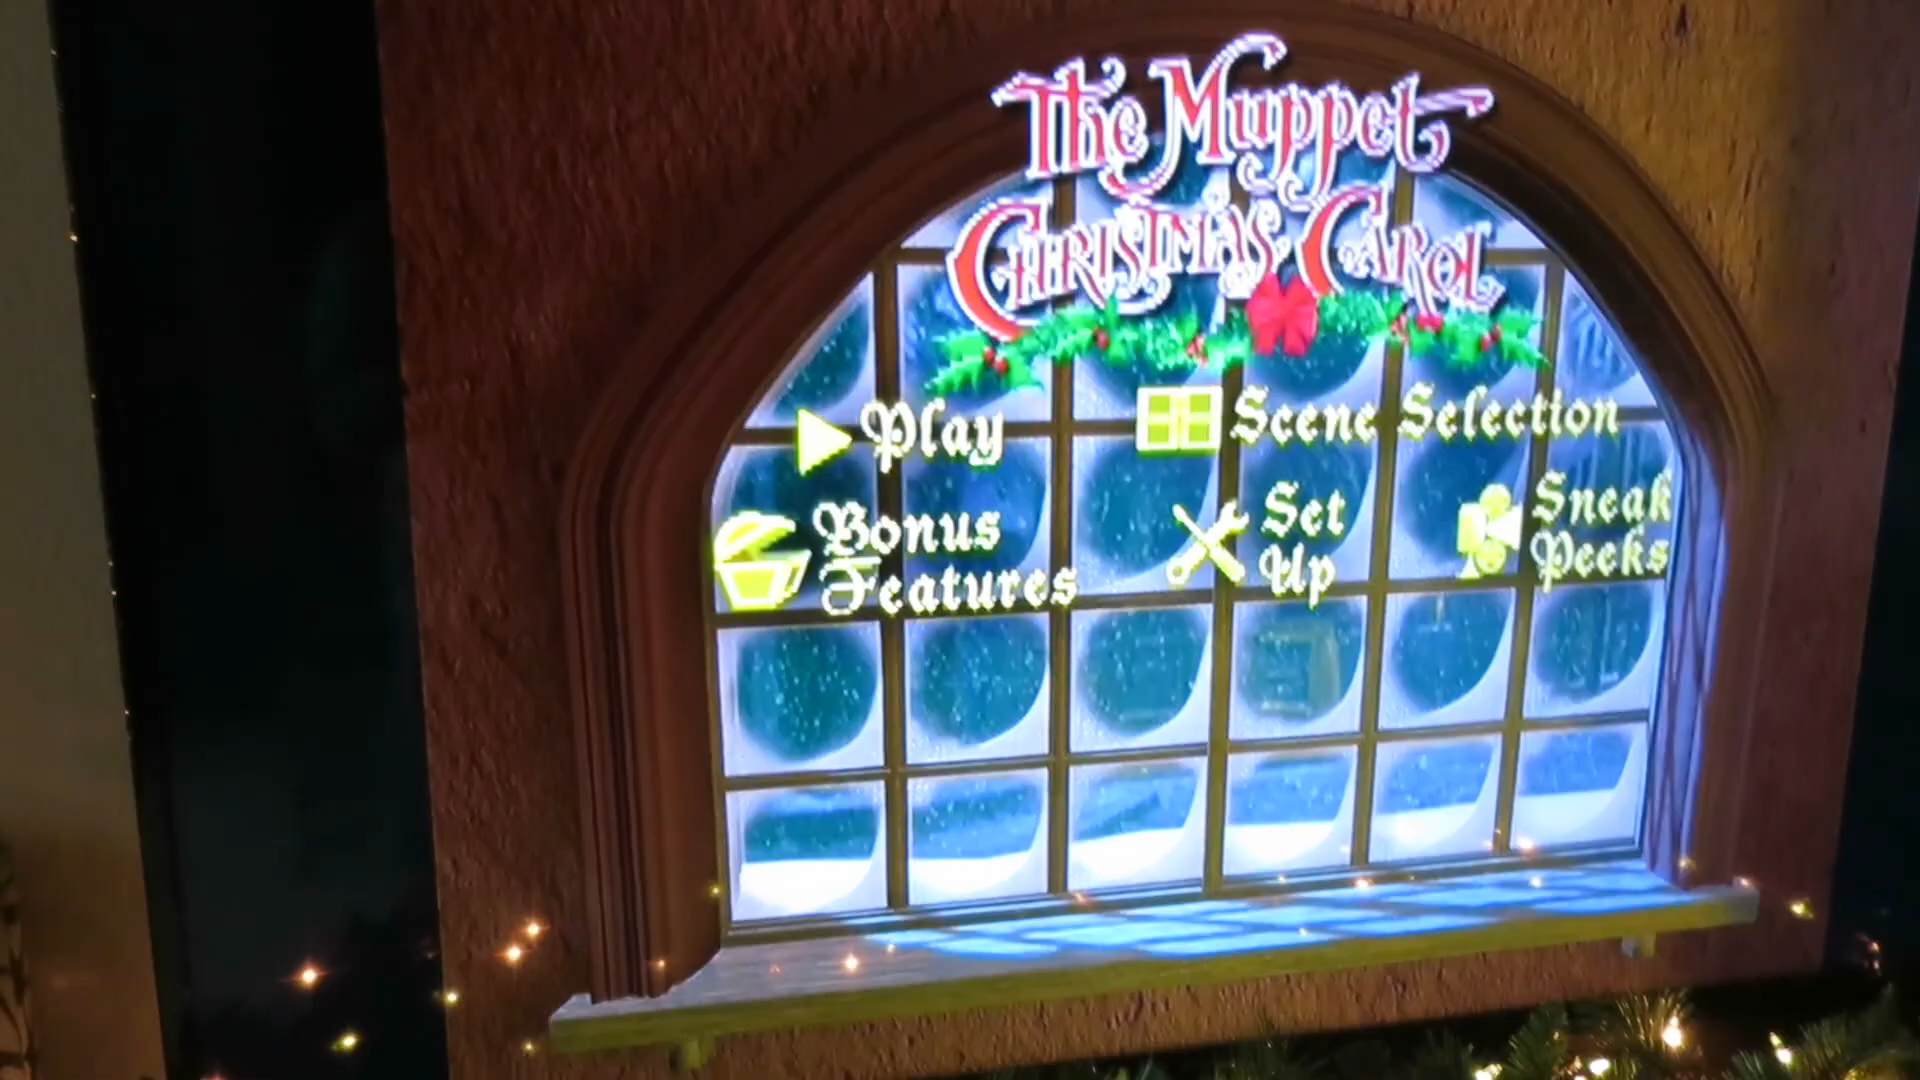 The Muppet
Christmas Carol
Play
Scene Selection
Bonus
Features
Set
Up
Sneak
Peeks